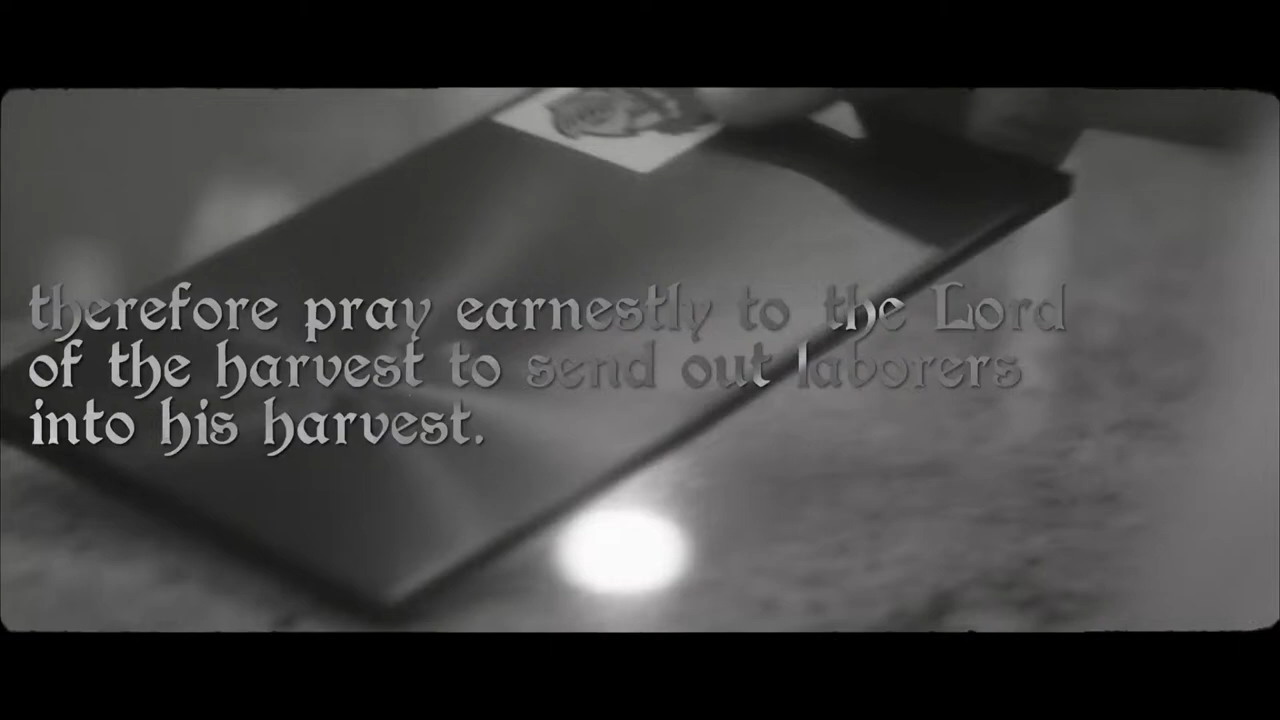 therefore pray earnestly to the Lord
of the harvest to send out laborers
into his harvest.